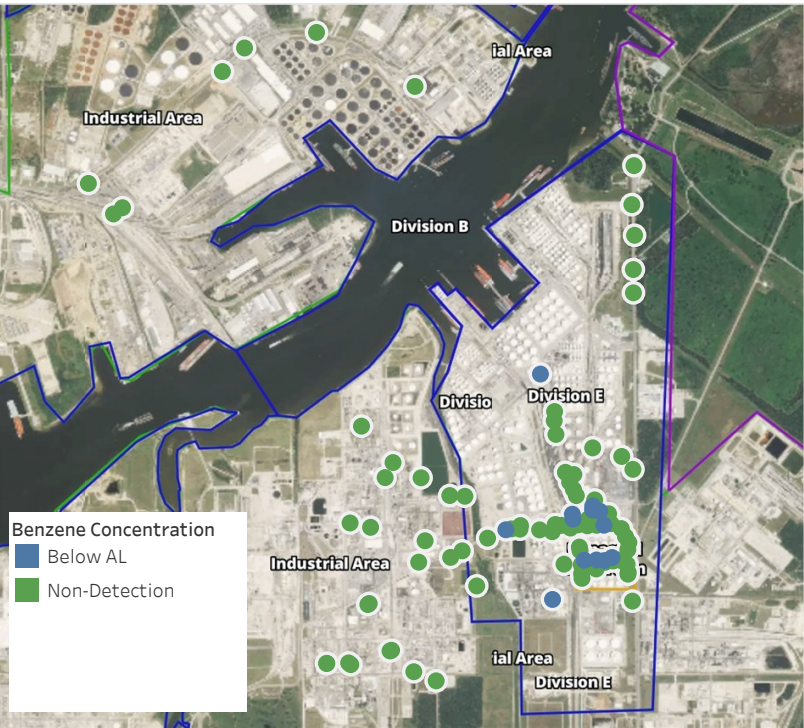 ial Area
Industrial Area
Division B
Division E
Divisio
Benzene Concentration
Below AL
Non-Detection
Industrial Area
ial Area
Division E